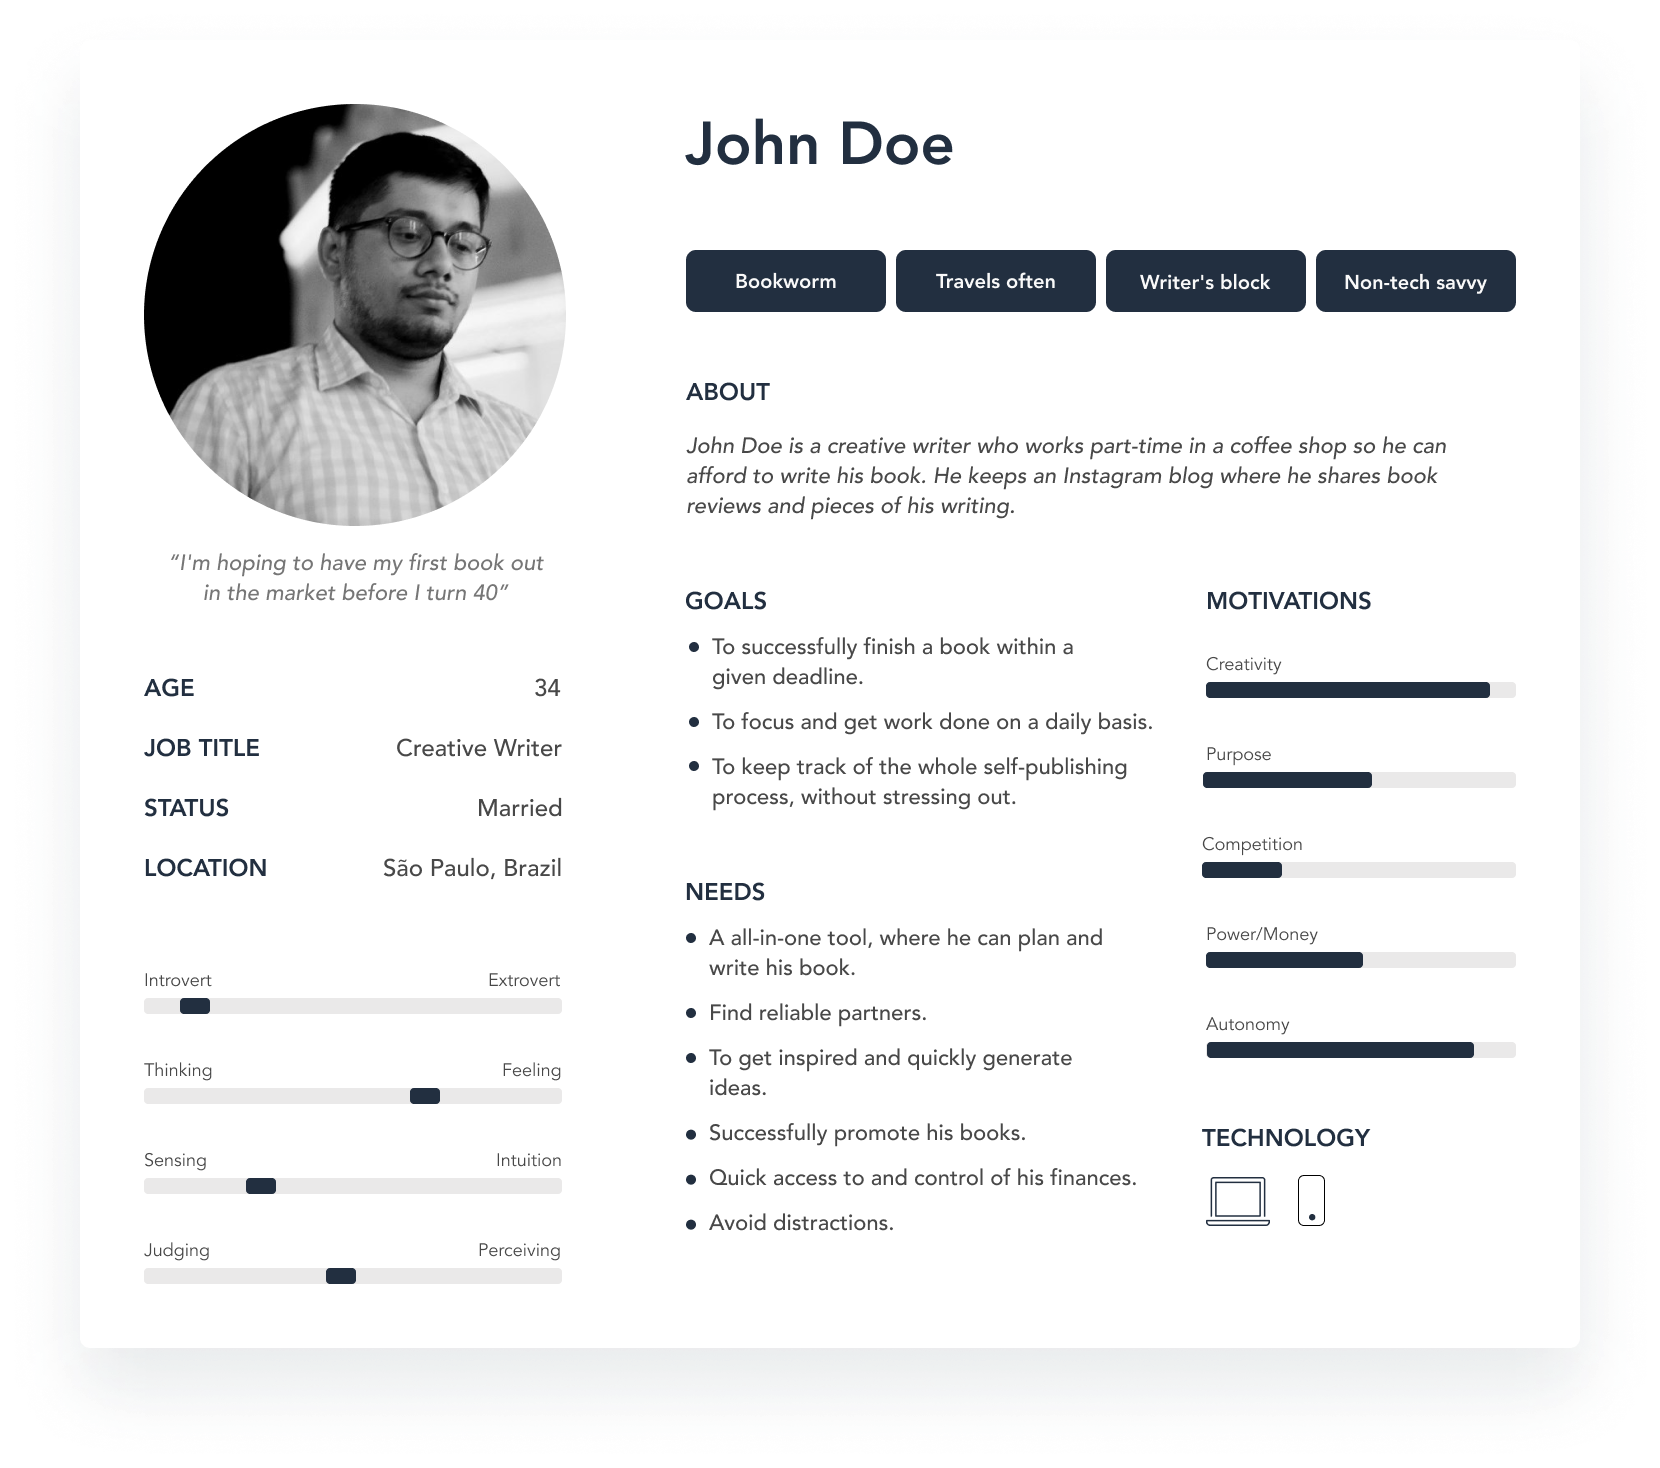 John Doe
Bookworm
Travels often
Writer's block
Non-tech savvy
ABOUT
John Doe is a creative writer who works part-time in a coffee shop so he can
afford to write his book. He keeps an Instagram blog where he shares book
reviews and pieces of his writing.
“I'm hoping to have my first book out
in the market before I turn 40”
AGE 34
JOB TITLE Creative Writer
STATUS Married
LOCATION São Paulo, Brazil
Introvert Extrovert
Thinking Feeling
Sensing Intuition
Judging Perceiving
GOALS
• To successfully finish a book within a
given deadline.
• To focus and get work done on a daily basis.
• To keep track of the whole self-publishing
process, without stressing out.
NEEDS
• A all-in-one tool, where he can plan and
write his book.
• Find reliable partners.
• To get inspired and quickly generate
ideas.
• Successfully promote his books.
• Quick access to and control of his finances.
• Avoid distractions.
MOTIVATIONS
Creativity
Purpose
Competition
Power/Money
Autonomy
TECHNOLOGY